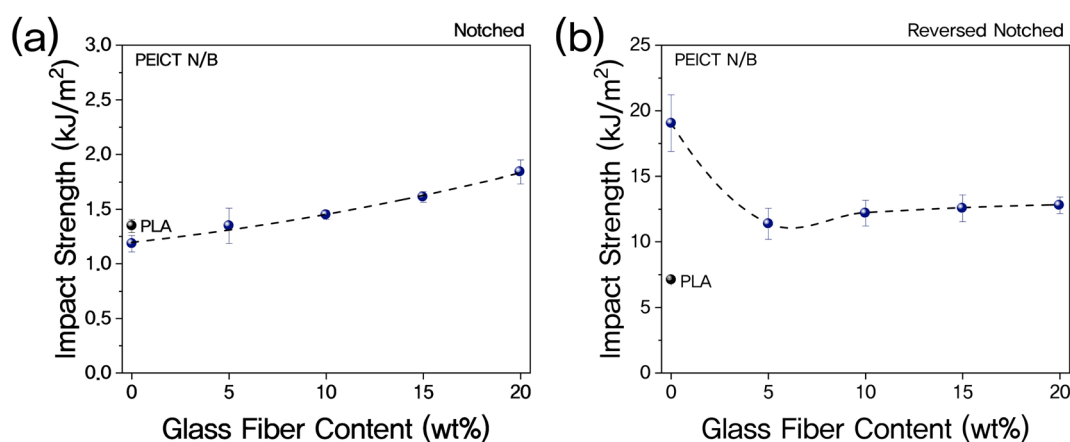 (a)
Notched
PEICT N/B
Impact Strength (kJ/m²)
3.0
2.5
2.0
1.5
1.0
0.5
0.0
PLA
0 5 10 15 20
Glass Fiber Content (wt%)
(b)
Reversed Notched
PEICT N/B
Impact Strength (kJ/m²)
25
20
15
10
5
0
PLA
0 5 10 15 20
Glass Fiber Content (wt%)